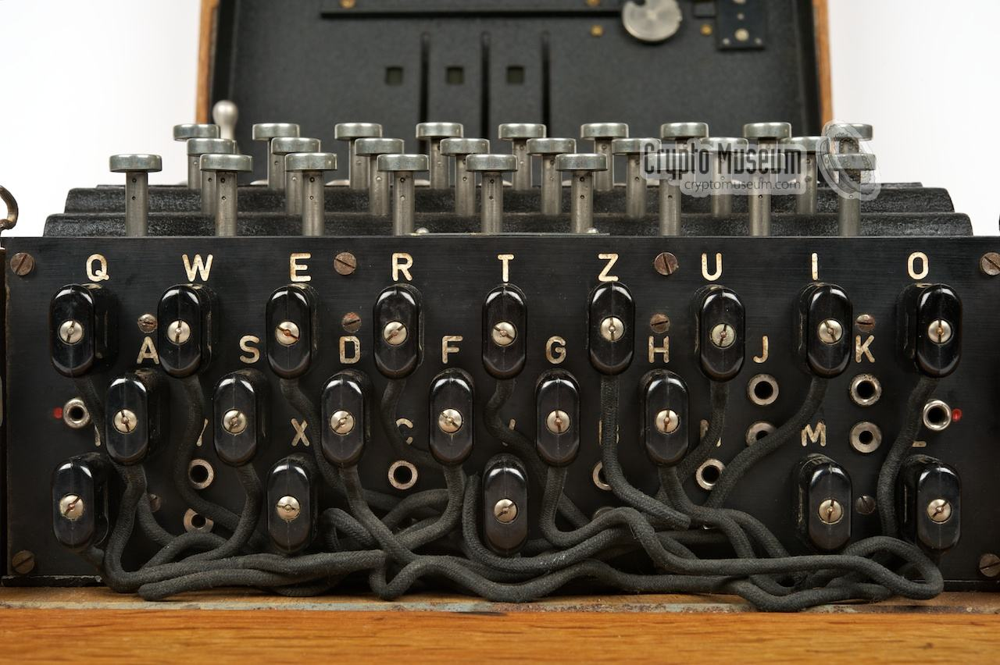 Crypto Museum
cryptomuseum.com
Q W E R T Z U I O
A S D F G H J K
X C B M L